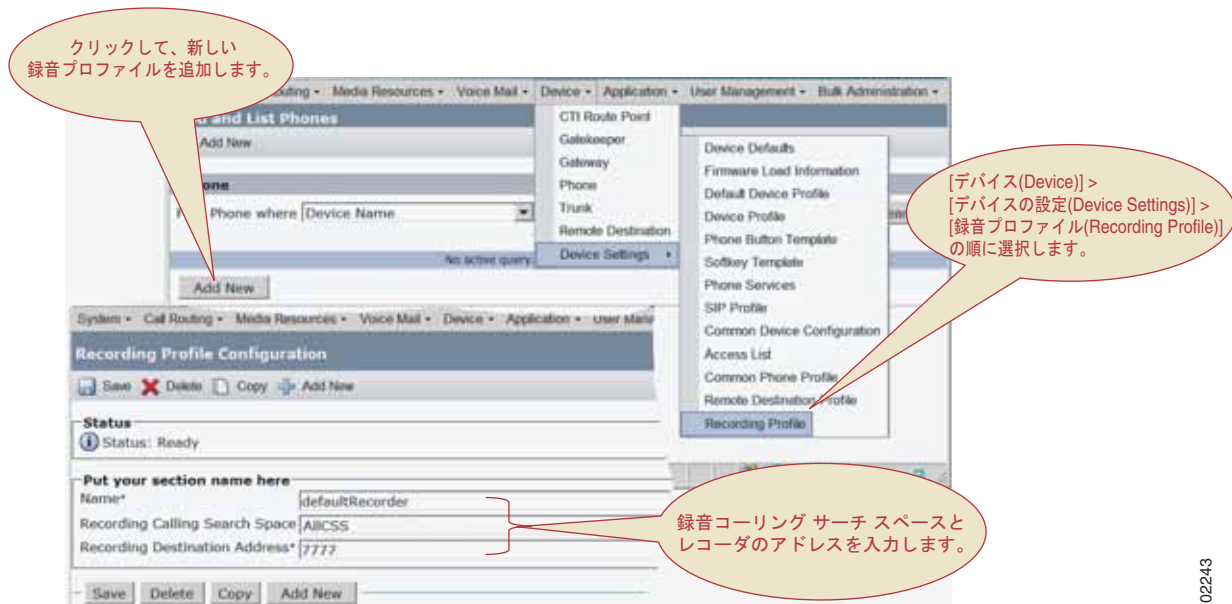 クリックして、新しい
録音プロファイルを追加します。
Media Resources
Voice Mail
Device
Application
User Management
Bulk Administration
and List Phones
Add New
Phone where
Device Name
No active query.
Add New
CTI Route Point
Gatekeeper
Gateway
Phone
Trunk
Remote Destination
Device Settings
Device Defaults
Firmware Load Information
Default Device Profile
Device Profile
Phone Button Template
Softkey Template
Phone Services
SIP Profile
Common Device Configuration
Access List
Common Phone Profile
Remote Destination
Recording Profile
[デバイス(Device)] >
[デバイスの設定(Device Settings)] >
[録音プロファイル(Recording Profile)]
の順に選択します。
System
Call Routing
Media Resources
Voice Mail
Device
Application
User
Recording Profile Configuration
Save Delete Copy Add New
Status
Status: Ready
Put your section name here
Name* defaultRecorder
Recording Calling Search Space AllCSS
Recording Destination Address* 7777
録音コーリング サーチ スペースと
レコーダのアドレスを入力します。
Save Delete Copy Add New
02243